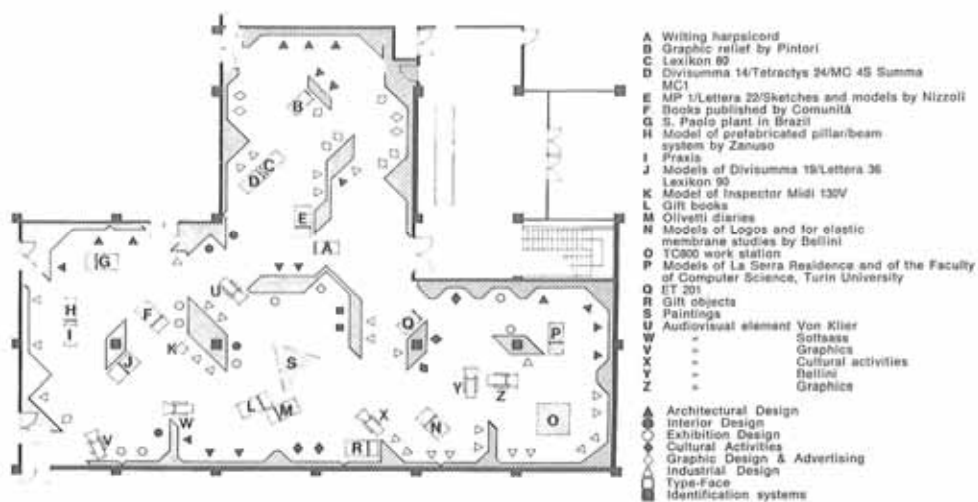 A Writing harpsicord
B Graphic relief by Pintori
C Lexikon 80
D Divisumma 14/Tetractys 24/MC 4S Summa
MC1
E MP 1/Lettera 22/Sketches and models by Nizzoli
F Books published by Comunità
G S. Paolo plant in Brazil
H Model of prefabricated pillar/beam
system by Zanuso
I Praxis
J Models of Divisumma 19/Lettera 36
Lexikon 90
K Model of Inspector Midi 130V
L Gift books
M Olivetti diaries
N Models of Logos and for elastic
membrane studies by Bellini
O TC800 work station
P Models of La Serra Residence and of the Faculty
of Computer Science, Turin University
Q ET 201
R Gift objects
S Paintings
U Audiovisual element Von Klier
W " Sottsass
V " Graphics
X " Cultural activities
Y " Bellini
Z " Graphics
Architectural Design
Interior Design
Exhibition Design
Cultural Activities
Graphic Design & Advertising
Industrial Design
Type-Face
Identification systems
B
D C
E
A
G
U
H
I
F
J
K
S
Q
P
Y
Z
L
M
W
X
N
O
V
R